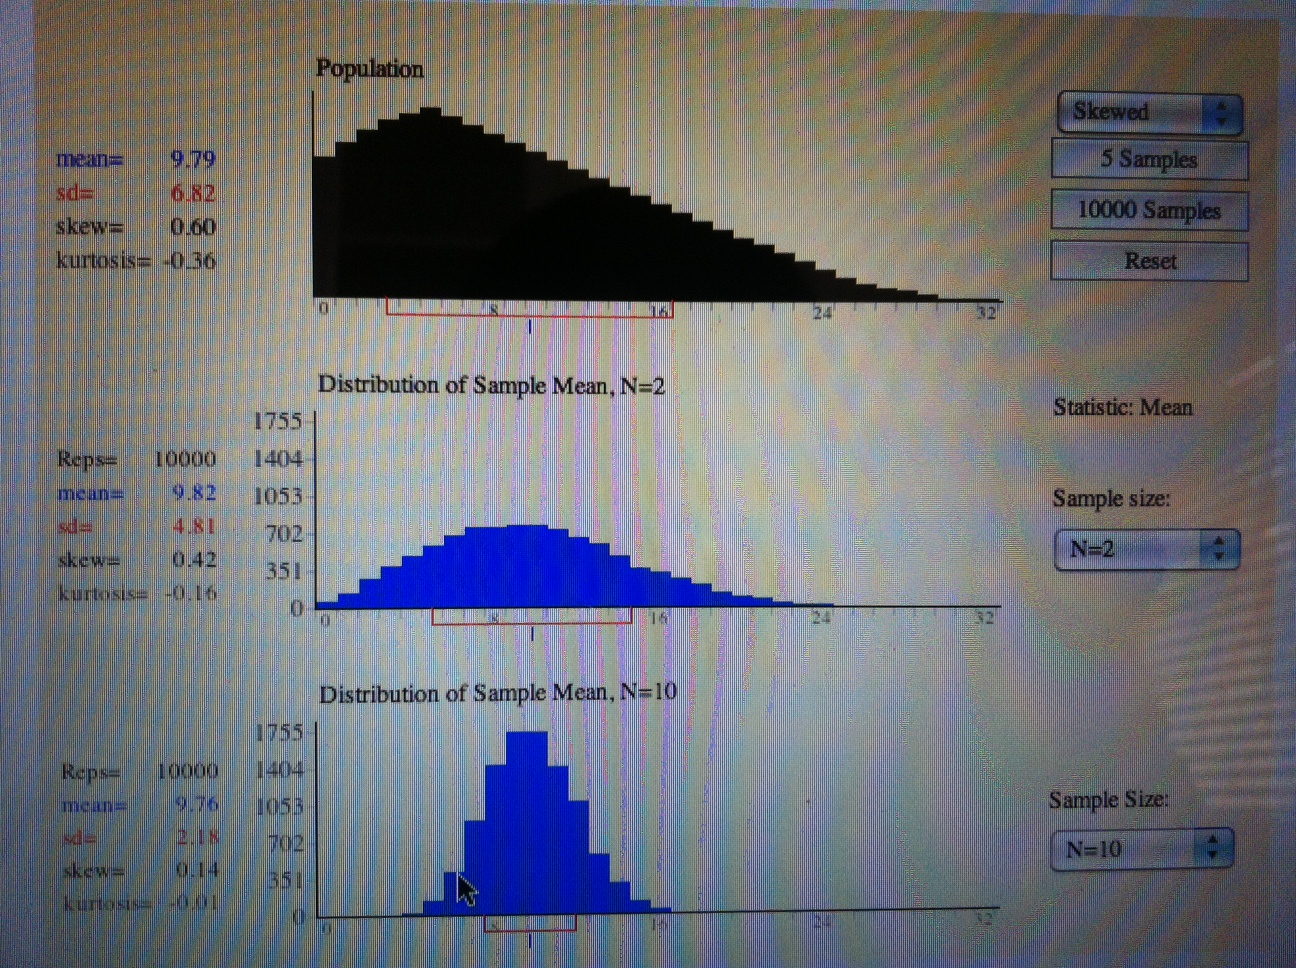 Population
mean= 9.79
sd= 6.82
skew= 0.60
kurtosis= -0.36
0 8 16 24 32
Skewed
5 Samples
10000 Samples
Reset
Distribution of Sample Mean, N=2
1755
1404
1053
702
351
0
Reps= 10000
mean= 9.82
sd= 4.81
skew= 0.42
kurtosis= -0.16
0 8 16 24 32
Statistic: Mean
Sample size:
N=2
Distribution of Sample Mean, N=10
1755
1404
1053
702
351
0
Reps= 10000
mean= 9.76
sd= 2.18
skew= 0.14
kurtosis= -0.01
0 8 16 24 32
Sample Size:
N=10